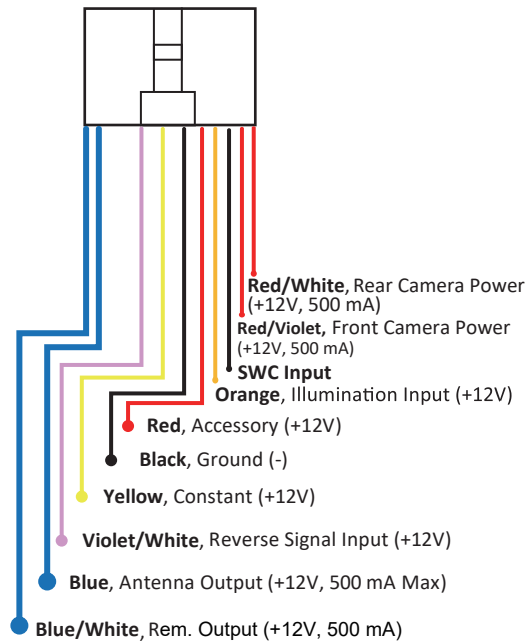 Red/White, Rear Camera Power
(+12V, 500 mA)
Red/Violet, Front Camera Power
(+12V, 500 mA)
SWC Input
Orange, Illumination Input (+12V)
Red, Accessory (+12V)
Black, Ground (-)
Yellow, Constant (+12V)
Violet/White, Reverse Signal Input (+12V)
Blue, Antenna Output (+12V, 500 mA Max)
Blue/White, Rem. Output (+12V, 500 mA)